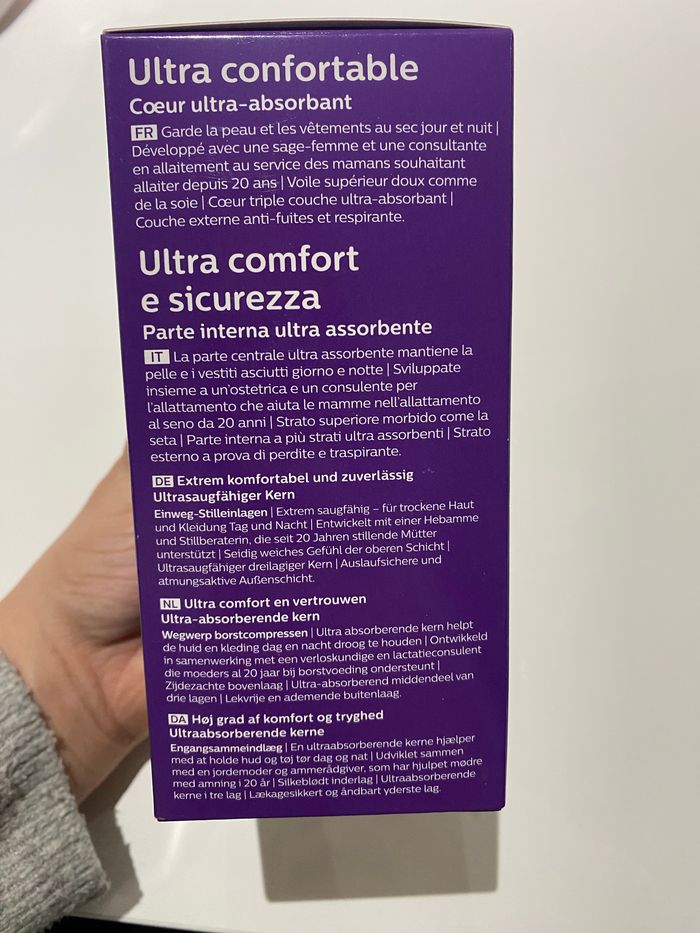 Ultra confortable
Cœur ultra-absorbant
FR Garde la peau et les vêtements au sec jour et nuit |
Développé avec une sage-femme et une consultante
en allaitement au service des mamans souhaitant
allaiter depuis 20 ans | Voile supérieur doux comme
de la soie | Cœur triple couche ultra-absorbant |
Couche externe anti-fuites et respirante.
Ultra comfort
e sicurezza
Parte interna ultra assorbente
IT La parte centrale ultra assorbente mantiene la
pelle e i vestiti asciutti giorno e notte | Sviluppate
insieme a un'ostetrica e un consulente per
l'allattamento che aiuta le mamme nell'allattamento
al seno da 20 anni | Strato superiore morbido come la
seta | Parte interna a più strati ultra assorbenti | Strato
esterno a prova di perdite e traspirante.
DE Extrem komfortabel und zuverlässig
Ultrasaugfähiger Kern
Einweg-Stilleinlagen | Extrem saugfähig – für trockene Haut
und Kleidung Tag und Nacht | Entwickelt mit einer Hebamme
und Stillberaterin, die seit 20 Jahren stillende Mütter
unterstützt | Seidig weiches Gefühl der oberen Schicht |
Ultrasaugfähiger dreilagiger Kern | Auslaufsichere und
atmungsaktive Außenschicht.
NL Ultra comfort en vertrouwen
Ultra-absorberende kern
Wegwerp borstcompressen | Ultra absorberende kern helpt
de huid en kleding dag en nacht droog te houden | Ontwikkeld
in samenwerking met een verloskundige en lactatieconsulent
die moeders al 20 jaar bij borstvoeding ondersteunt |
Zijdezachte bovenlaag | Ultra-absorberend middendeel van
drie lagen | Lekvrije en ademende buitenlaag.
DA Høj grad af komfort og tryghed
Ultraabsorberende kerne
Engangsammeindlæg | En ultraabsorberende kerne hjælper
med at holde hud og tøj tør dag og nat | Udviklet sammen
med en jordemoder og ammerådgiver, som har hjulpet mødre
med amning i 20 år | Silkeblødt inderlag | Ultraabsorberende
kerne i tre lag | Lækagesikkert og åndbart yderste lag.